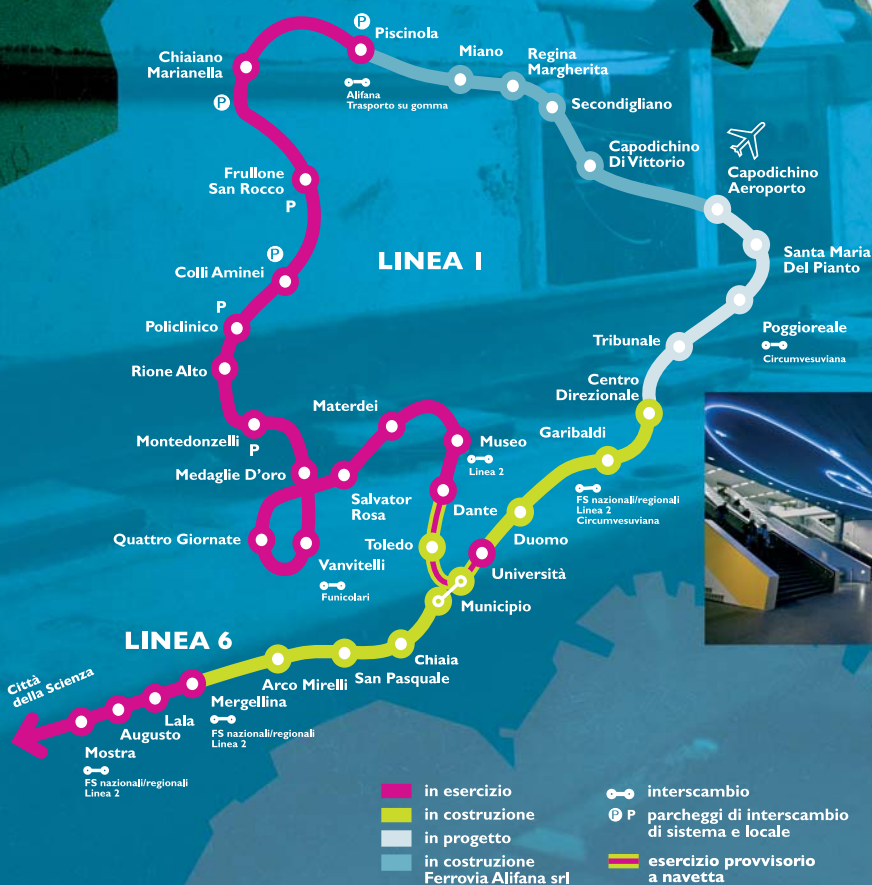 P
Piscinola
Alifana
Trasporto su gomma
Chiaiano
Marianella
P
Miano
Regina
Margherita
Secondigliano
Capodichino
Di Vittorio
Capodichino
Aeroporto
Santa Maria
Del Pianto
Poggioreale
Circumvesuviana
Tribunale
Centro
Direzionale
Frullone
San Rocco
P
LINEA 1
P
Colli Aminei
P
Policlinico
Rione Alto
Montedonzelli
P
Medaglie D'oro
Materdei
Museo
Linea 2
Garibaldi
FS nazionali/regionali
Linea 2
Circumvesuviana
Salvator
Rosa
Dante
Duomo
Quattro Giornate
Vanvitelli
Funicolari
Toledo
Università
Municipio
LINEA 6
Chiaia
San Pasquale
Arco Mirelli
Mergellina
FS nazionali/regionali
Linea 2
Lala
Augusto
Mostra
FS nazionali/regionali
Linea 2
Città
della Scienza
in esercizio
in costruzione
in progetto
in costruzione
Ferrovia Alifana srl
interscambio
P P parcheggi di interscambio
di sistema e locale
esercizio provvisorio
a navetta